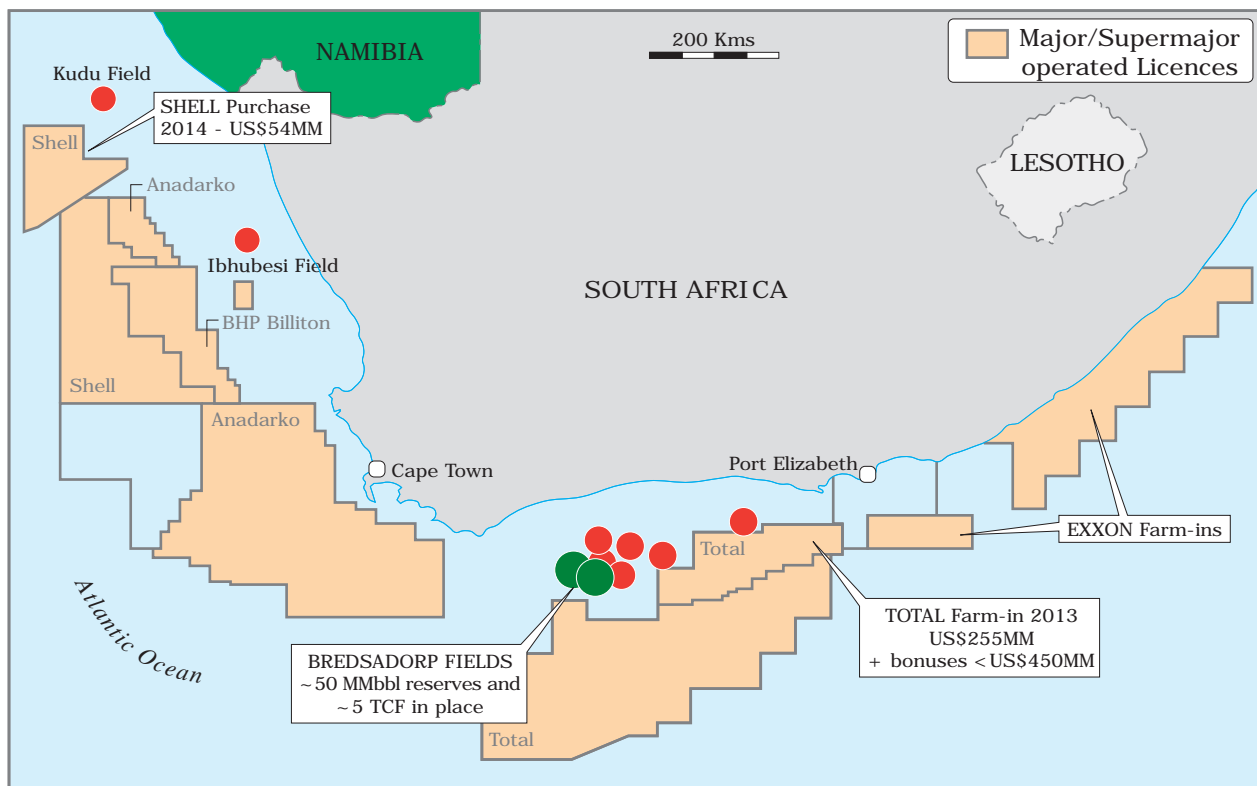 NAMIBIA
200 Kms
Major/Supermajor
operated Licences
Kudu Field
SHELL Purchase
2014 - US$54MM
Shell
Anadarko
LESOTHO
Ibhubesi Field
SOUTH AFRICA
BHP Billiton
Shell
Anadarko
Cape Town
Port Elizabeth
EXXON Farm-ins
Total
Atlantic Ocean
TOTAL Farm-in 2013
US$255MM
+ bonuses <US$450MM
BREDSADORP FIELDS
~50 MMbbl reserves and
~5 TCF in place
Total